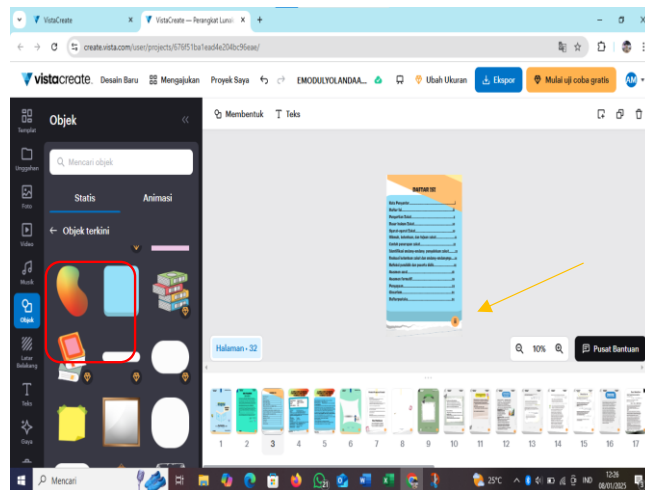 VistaCreate
VistaCreate — Perangkat Lunak
create.vista.com/user/projects/676f51ba1ead4e204bc96eae/
vistacreate.
Desain Baru
Mengajukan
Proyek Saya
EMODULYOLANDAA...
Ubah Ukuran
Ekspor
Mulai uji coba gratis
AM
Templat
Unggahan
Foto
Video
Musik
Objek
Latar Belakang
Teks
Gaya
Objek
Mencari objek
Statis
Animasi
Objek terkini
Membentuk
Teks
DAFTAR ISI
Halaman • 32
10%
Pusat Bantuan
1 2 3 4 5 6 7 8 9 10 11 12 13 14 15 16 17
Mencari
25°C
IND
12:26
08/01/2025